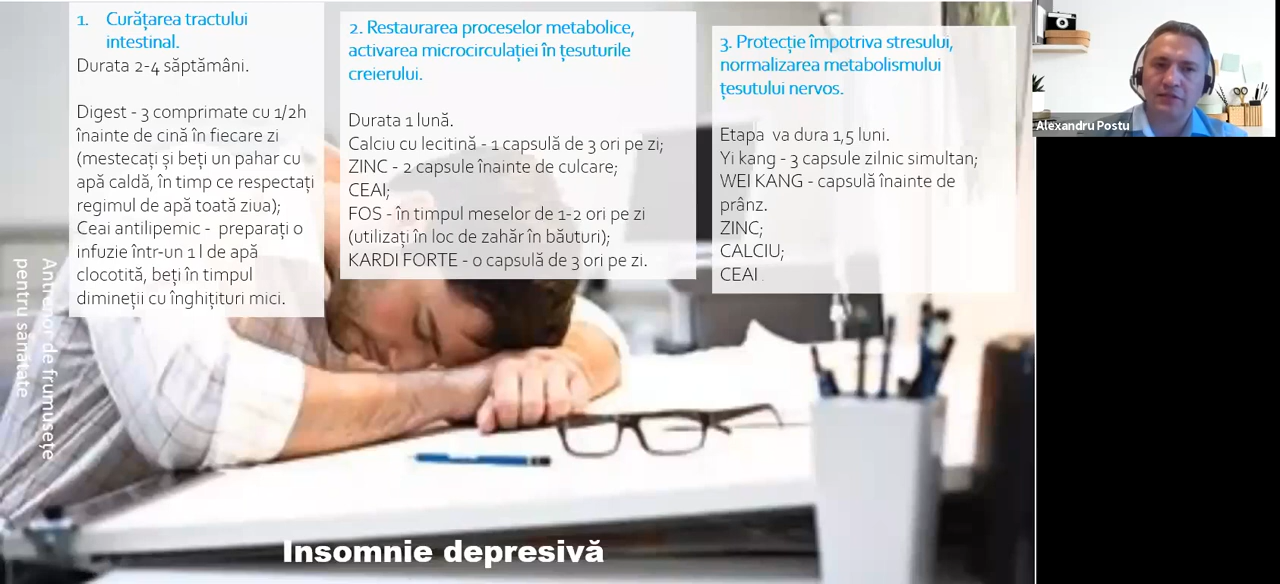 1. Curățarea tractului
intestinal.
Durata 2-4 săptămâni.
Digest - 3 comprimate cu 1/2h
înainte de cină în fiecare zi
(mestecați și beți un pahar cu
apă caldă, în timp ce respectați
regimul de apă toată ziua);
Ceai antilipemic - preparați o
infuzie într-un 1 l de apă
clocotită, beți în timpul
dimineții cu înghițituri mici.
2. Restaurarea proceselor metabolice,
activarea microcirculației în țesuturile
creierului.
Durata 1 lună.
Calciu cu lecitină - 1 capsulă de 3 ori pe zi;
ZINC - 2 capsule înainte de culcare;
CEAI;
FOS - în timpul meselor de 1-2 ori pe zi
(utilizați în loc de zahăr în băuturi);
KARDI FORTE - o capsulă de 3 ori pe zi.
3. Protecție împotriva stresului,
normalizarea metabolismului
țesutului nervos.
Etapa va dura 1,5 luni.
Yi kang - 3 capsule zilnic simultan;
WEI KANG - capsulă înainte de
prânz.
ZINC;
CALCIU;
CEAI
Alexandru Postu
Antrenor de frumusețe
pentru sănătate
Insomnie depresivă